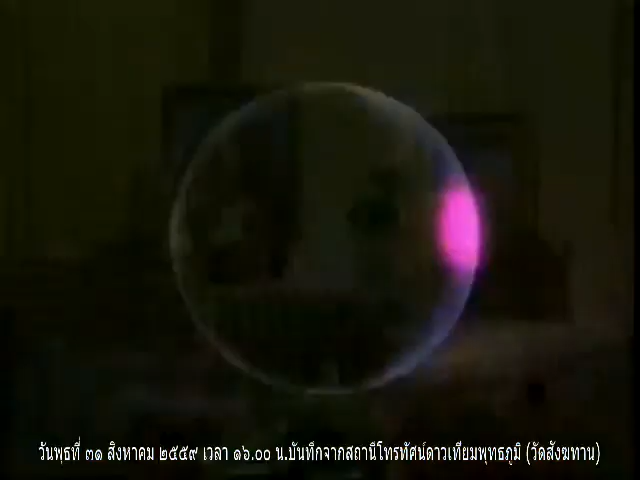 วันพุธที่ ๓๑ สิงหาคม ๒๕๕๙ เวลา ๑๖.๐๐ น.บันทึกจากสถานีโทรทัศน์ดาวเทียมพุทธภูมิ (วัดสังฆทาน)